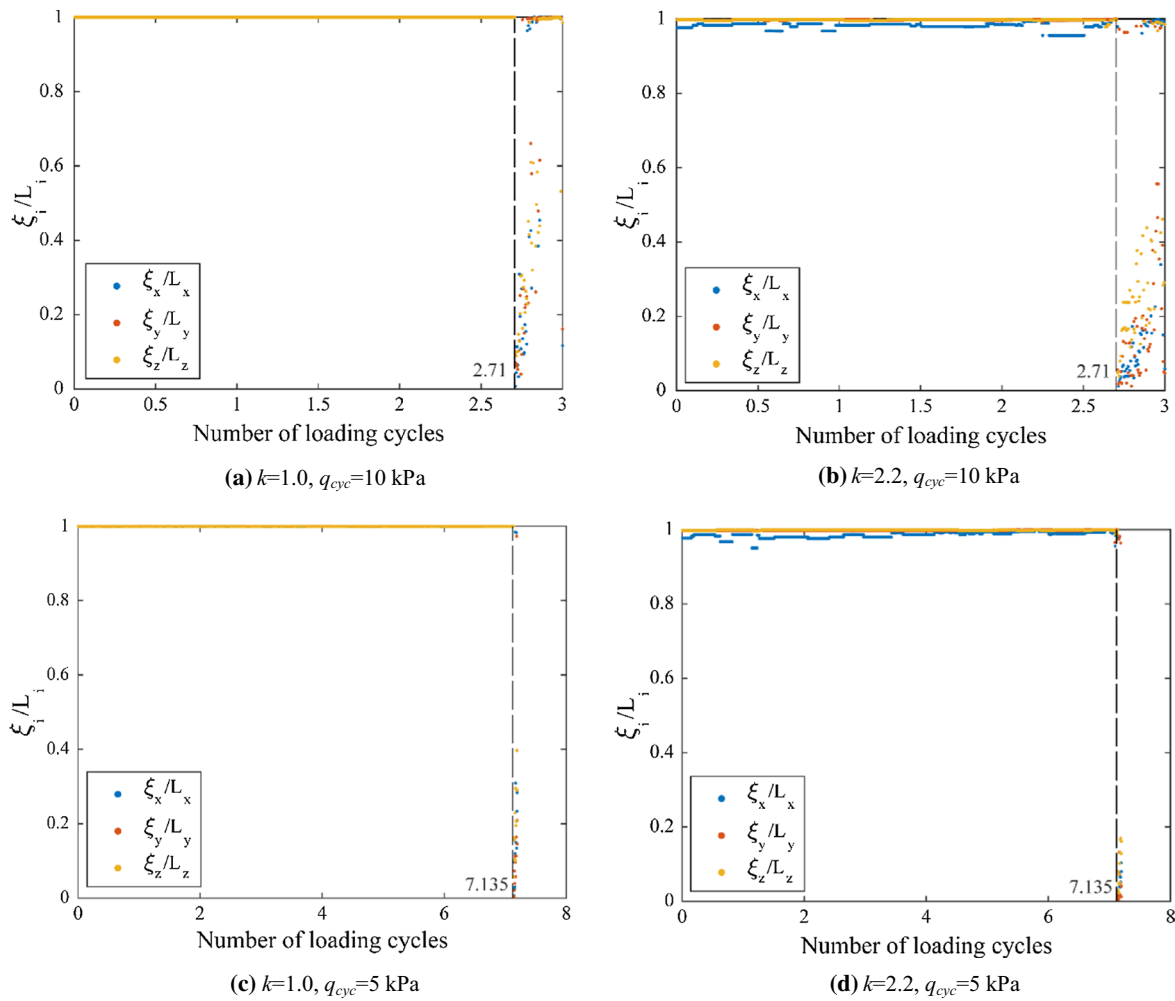 1
0.8
0.6
0.4
0.2
0
ξi/Li
ξx/Lx
ξy/Ly
ξz/Lz
2.71
0 0.5 1 1.5 2 2.5 3
Number of loading cycles
(a) k=1.0, qcyc=10 kPa
1
0.8
0.6
0.4
0.2
0
ξi/Li
ξx/Lx
ξy/Ly
ξz/Lz
2.71
0 0.5 1 1.5 2 2.5 3
Number of loading cycles
(b) k=2.2, qcyc=10 kPa
1
0.8
0.6
0.4
0.2
0
ξi/Li
ξx/Lx
ξy/Ly
ξz/Lz
7.135
0 2 4 6 8
Number of loading cycles
(c) k=1.0, qcyc=5 kPa
1
0.8
0.6
0.4
0.2
0
ξi/Li
ξx/Lx
ξy/Ly
ξz/Lz
7.135
0 2 4 6 8
Number of loading cycles
(d) k=2.2, qcyc=5 kPa